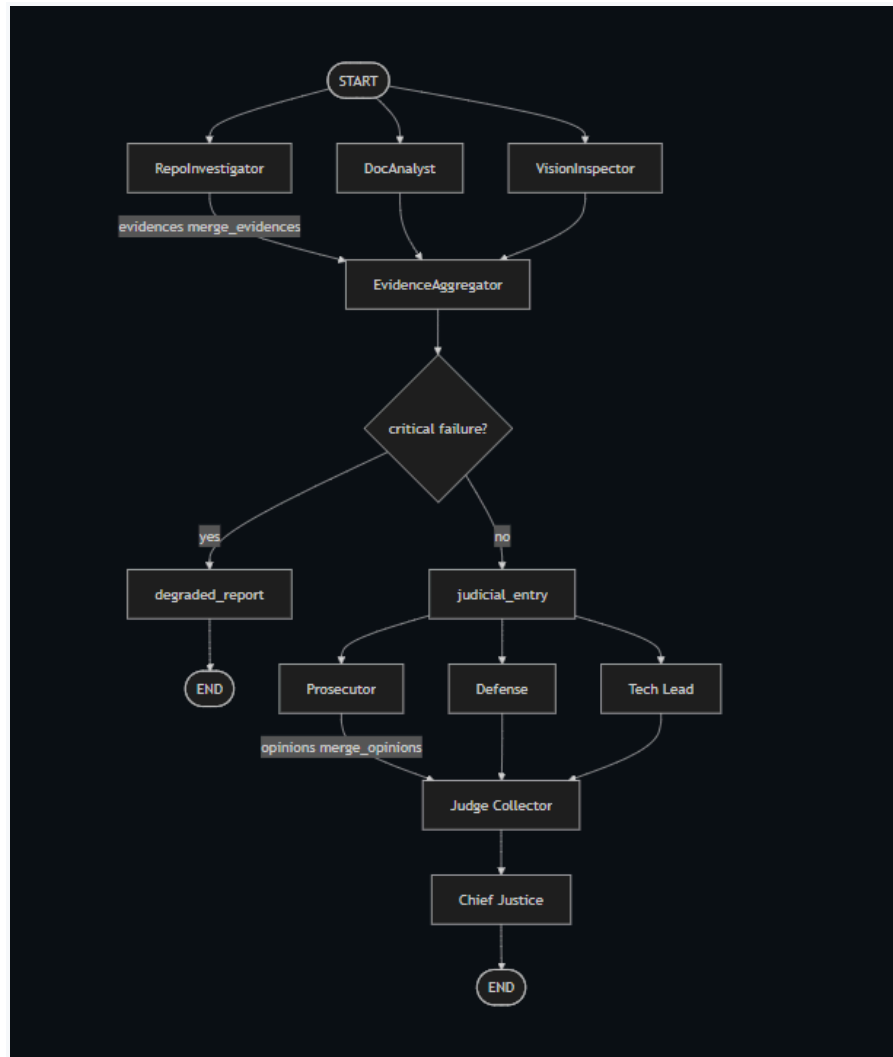 START
RepoInvestigator
DocAnalyst
VisionInspector
evidences merge_evidences
EvidenceAggregator
critical failure?
yes
no
degraded_report
judicial_entry
END
Prosecutor
Defense
Tech Lead
opinions merge_opinions
Judge Collector
Chief Justice
END